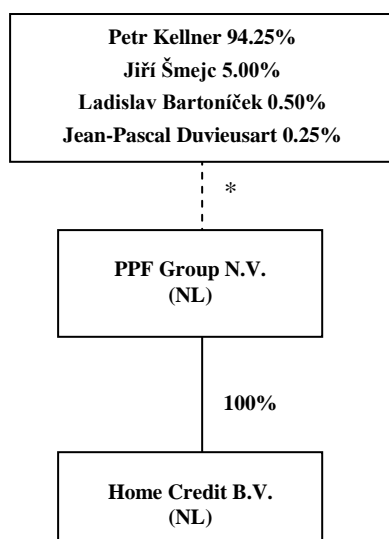 Petr Kellner 94.25%
Jiří Šmejc 5.00%
Ladislav Bartoníček 0.50%
Jean-Pascal Duvieusart 0.25%
*
PPF Group N.V.
(NL)
100%
Home Credit B.V.
(NL)